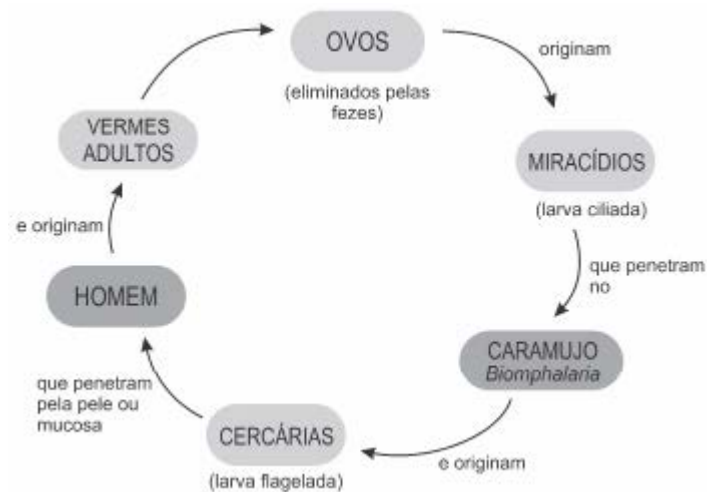 OVOS
(eliminados pelas
fezes)
originam
MIRACÍDIOS
(larva ciliada)
que penetram
no
CARAMUJO
Biomphalaria
e originam
CERCÁRIAS
(larva flagelada)
que penetram
pela pele ou
mucosa
HOMEM
e originam
VERMES
ADULTOS